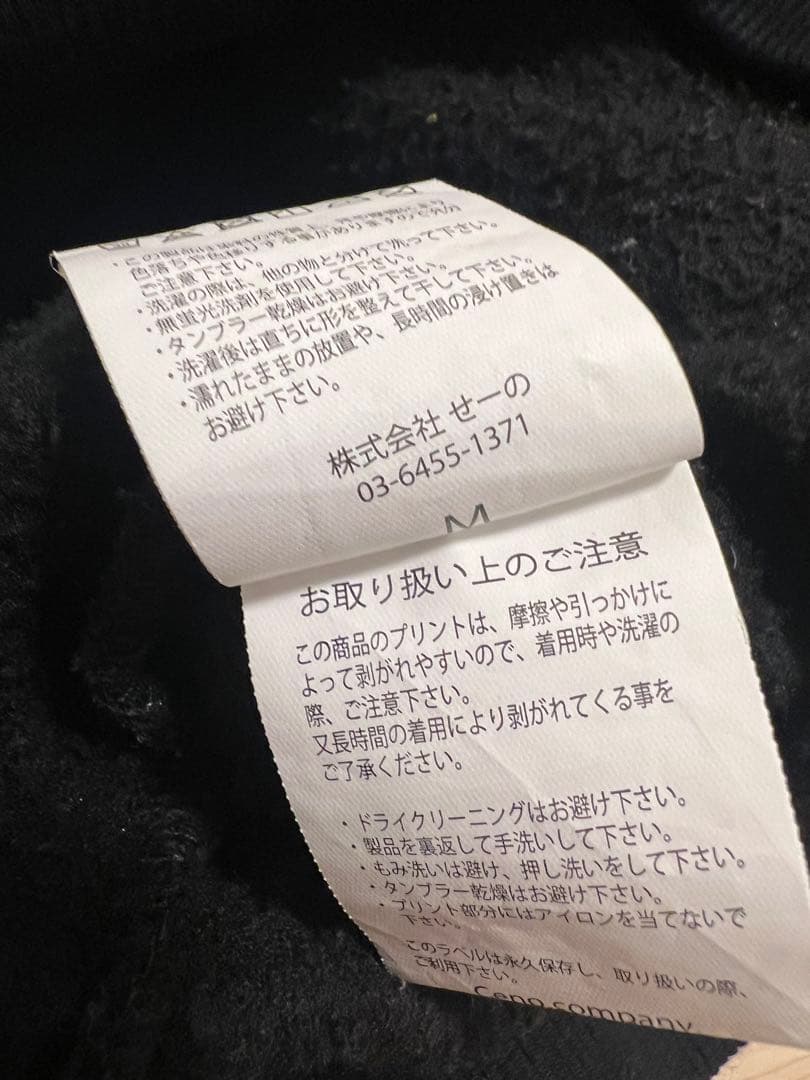 ・この製品は素材の特性上、
色落ちや色移りする事がありますので充分
ご注意下さい。
・洗濯の際は、他の物と分けて洗って下さい。
・無蛍光洗剤を使用して下さい。
・タンブラー乾燥はお避け下さい。
・洗濯後は直ちに形を整えて干して下さい。
・濡れたままの放置や、長時間の浸け置きは
お避け下さい。
株式会社 せーの
03-6455-1371
M
お取り扱い上のご注意
この商品のプリントは、摩擦や引っかけに
よって剥がれやすいので、着用時や洗濯の
際、ご注意下さい。
又長時間の着用により剥がれてくる事を
ご了承ください。
・ドライクリーニングはお避け下さい。
・製品を裏返して手洗いして下さい。
・もみ洗いは避け、押し洗いをして下さい。
・タンブラー乾燥はお避け下さい。
・プリント部分にはアイロンを当てないで
下さい。
このラベルは永久保存し、取り扱いの際、
ご利用下さい。
Ceno company